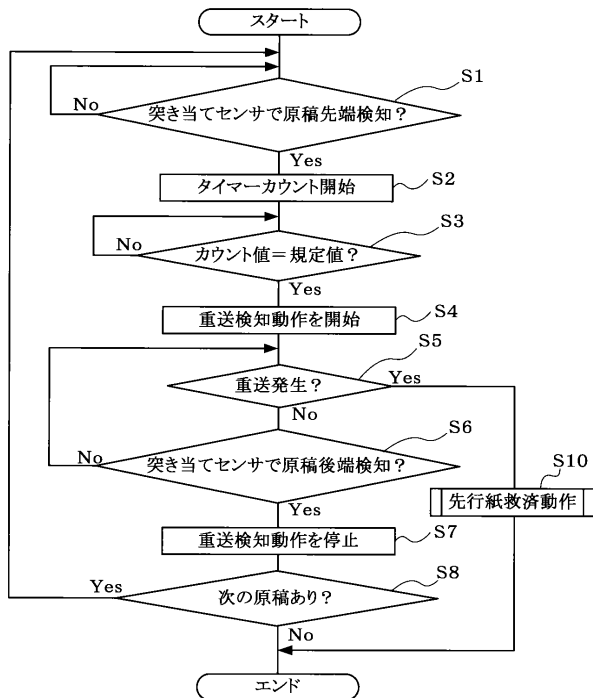 スタート
S1
突き当てセンサで原稿先端検知？
No
Yes
S2
タイマーカウント開始
S3
カウント値＝規定値？
No
Yes
S4
重送検知動作を開始
S5
重送発生？
Yes
No
S6
突き当てセンサで原稿後端検知？
No
Yes
S10
先行紙救済動作
S7
重送検知動作を停止
S8
次の原稿あり？
Yes
No
エンド